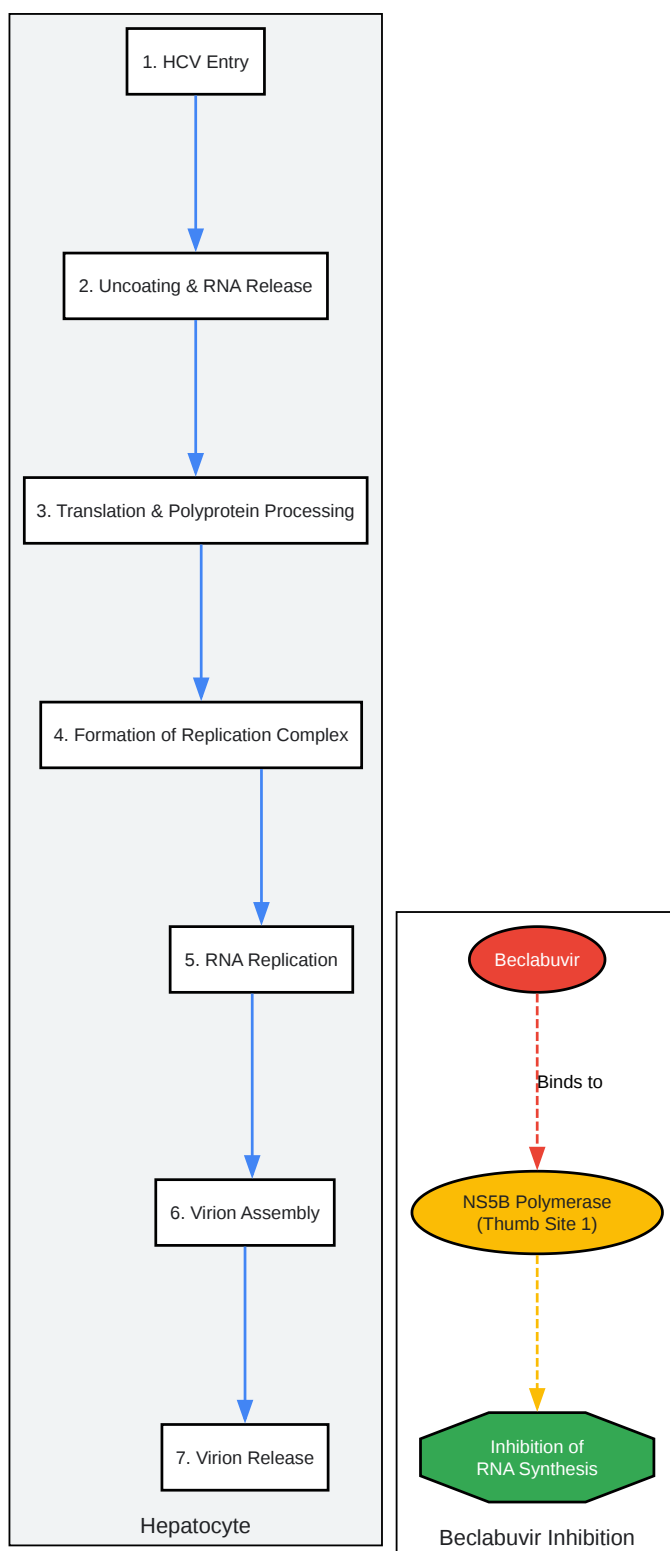 1. HCV Entry
2. Uncoating & RNA Release
3. Translation & Polyprotein Processing
4. Formation of Replication Complex
5. RNA Replication
6. Virion Assembly
7. Virion Release
Hepatocyte
Beclabuvir
Binds to
NS5B Polymerase
(Thumb Site 1)
Inhibition of
RNA Synthesis
Beclabuvir Inhibition